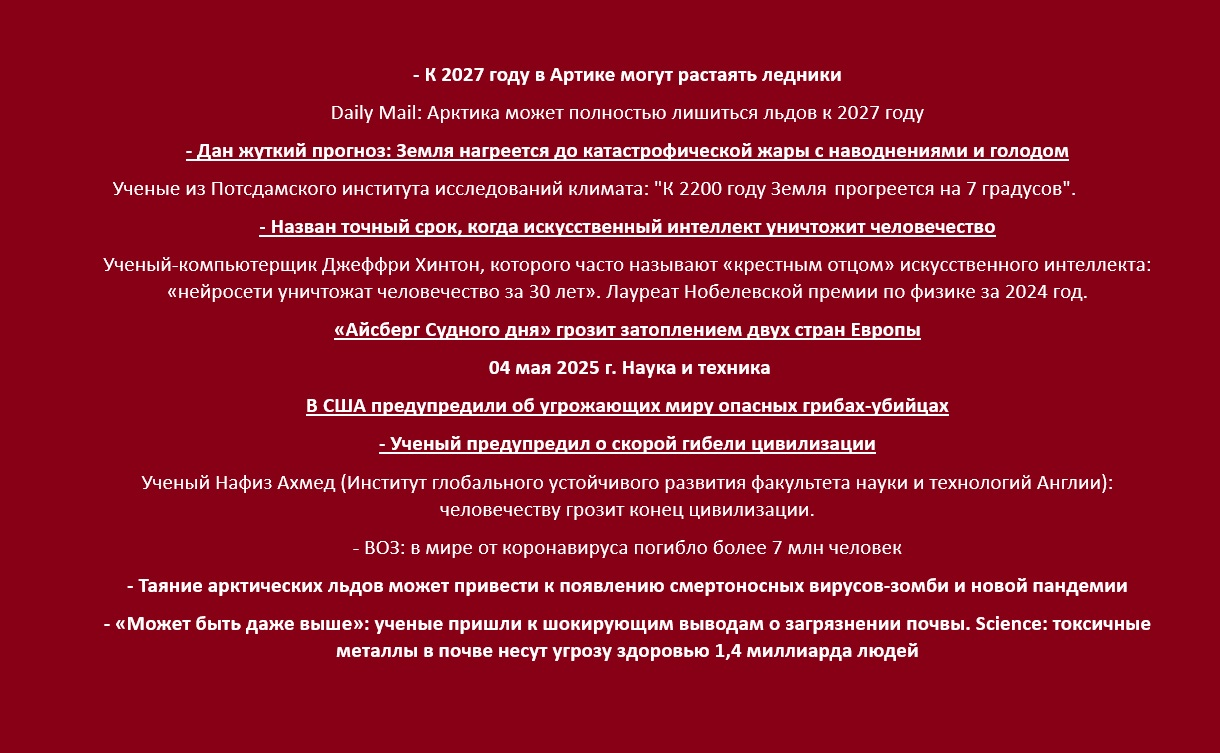 - К 2027 году в Артике могут растаять ледники
Daily Mail: Арктика может полностью лишиться льдов к 2027 году
- Дан жуткий прогноз: Земля нагреется до катастрофической жары с наводнениями и голодом
Ученые из Потсдамского института исследований климата: "К 2200 году Земля прогреется на 7 градусов".
- Назван точный срок, когда искусственный интеллект уничтожит человечество
Ученый-компьютерщик Джеффри Хинтон, которого часто называют «крестным отцом» искусственного интеллекта:
«нейросети уничтожат человечество за 30 лет». Лауреат Нобелевской премии по физике за 2024 год.
«Айсберг Судного дня» грозит затоплением двух стран Европы
04 мая 2025 г. Наука и техника
В США предупредили об угрожающих миру опасных грибах-убийцах
- Ученый предупредил о скорой гибели цивилизации
Ученый Нафиз Ахмед (Институт глобального устойчивого развития факультета науки и технологий Англии):
человечеству грозит конец цивилизации.
- ВОЗ: в мире от коронавируса погибло более 7 млн человек
- Таяние арктических льдов может привести к появлению смертоносных вирусов-зомби и новой пандемии
- «Может быть даже выше»: ученые пришли к шокирующим выводам о загрязнении почвы. Science: токсичные
металлы в почве несут угрозу здоровью 1,4 миллиарда людей